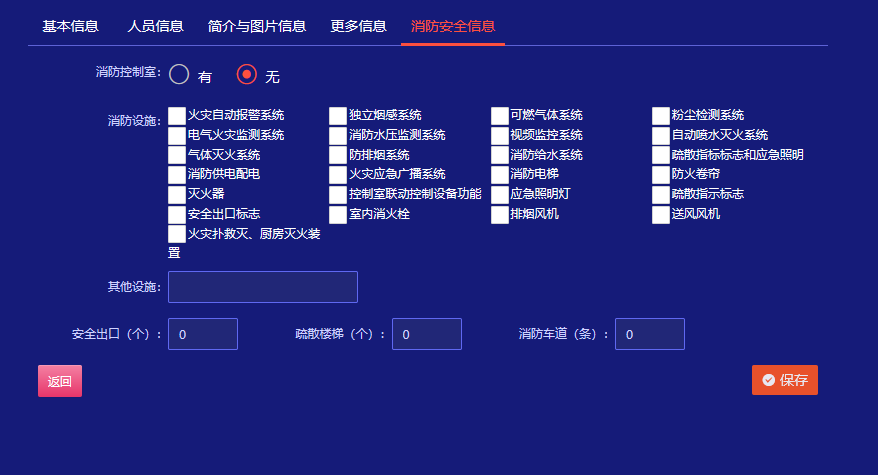 基本信息 人员信息 简介与图片信息 更多信息 消防安全信息
消防控制室: 有 无
消防设施: 火灾自动报警系统 独立烟感系统 可燃气体系统 粉尘检测系统
电气火灾监测系统 消防水压监测系统 视频监控系统 自动喷水灭火系统
气体灭火系统 防排烟系统 消防给水系统 疏散指标标志和应急照明
消防供电配电 火灾应急广播系统 消防电梯 防火卷帘
灭火器 控制室联动控制设备功能 应急照明灯 疏散指示标志
安全出口标志 室内消火栓 排烟风机 送风风机
火灾扑救灭、厨房灭火装
置
其他设施:
安全出口（个）: 0 疏散楼梯（个）: 0 消防车道（条）: 0
返回 保存